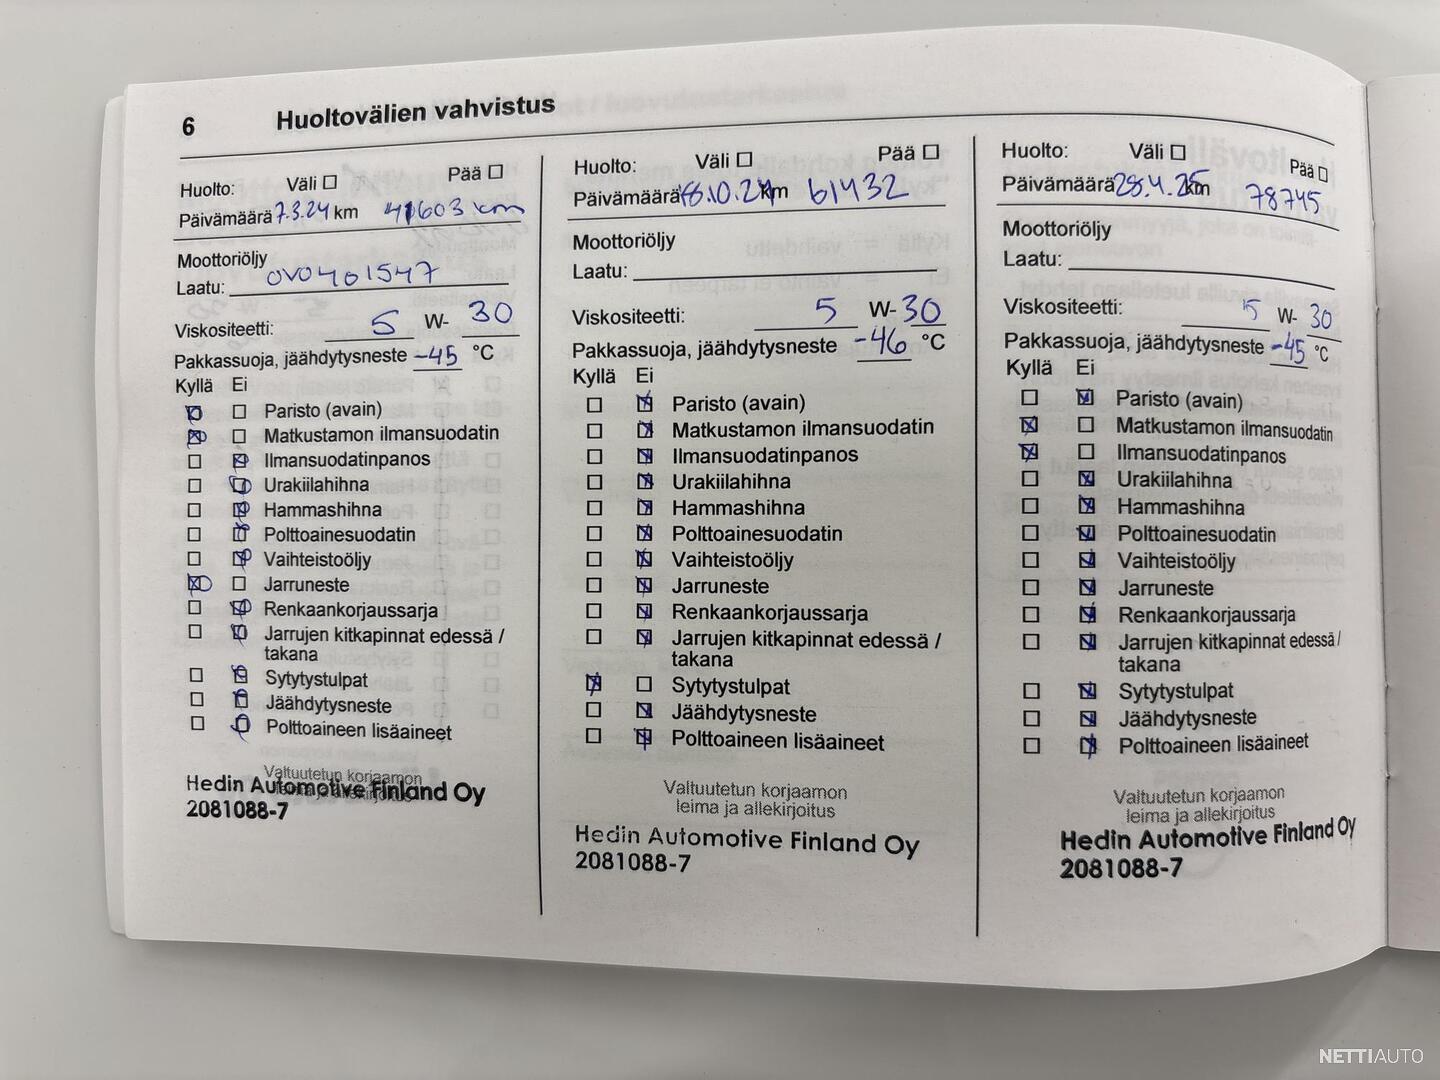 6 Huoltovälien vahvistus
Huolto: Väli Pää
Päivämäärä 7.3.24 km 41603 km
Moottoriöljy
Laatu: OVO401547
Viskositeetti: 5 W- 30
Pakkassuoja, jäähdytysneste -45 °C
Kyllä Ei
Paristo (avain)
Matkustamon ilmansuodatin
Ilmansuodatinpanos
Urakiilahihna
Hammashihna
Polttoainesuodatin
Vaihteistoöljy
Jarruneste
Renkaankorjaussarja
Jarrujen kitkapinnat edessä /
takana
Sytytystulpat
Jäähdytysneste
Polttoaineen lisäaineet
Valtuutetun korjaamon
leima ja allekirjoitus
Hedin Automotive Finland Oy
2081088-7
Huolto: Väli Pää
Päivämäärä 18.10.24 km 61432
Moottoriöljy
Laatu:
Viskositeetti: 5 W- 30
Pakkassuoja, jäähdytysneste -46 °C
Kyllä Ei
Paristo (avain)
Matkustamon ilmansuodatin
Ilmansuodatinpanos
Urakiilahihna
Hammashihna
Polttoainesuodatin
Vaihteistoöljy
Jarruneste
Renkaankorjaussarja
Jarrujen kitkapinnat edessä /
takana
Sytytystulpat
Jäähdytysneste
Polttoaineen lisäaineet
Valtuutetun korjaamon
leima ja allekirjoitus
Hedin Automotive Finland Oy
2081088-7
Huolto: Väli Pää
Päivämäärä 28.4.25 km 78745
Moottoriöljy
Laatu:
Viskositeetti: 5 W- 30
Pakkassuoja, jäähdytysneste -45 °C
Kyllä Ei
Paristo (avain)
Matkustamon ilmansuodatin
Ilmansuodatinpanos
Urakiilahihna
Hammashihna
Polttoainesuodatin
Vaihteistoöljy
Jarruneste
Renkaankorjaussarja
Jarrujen kitkapinnat edessä /
takana
Sytytystulpat
Jäähdytysneste
Polttoaineen lisäaineet
Valtuutetun korjaamon
leima ja allekirjoitus
Hedin Automotive Finland Oy
2081088-7
NETTIAUTO